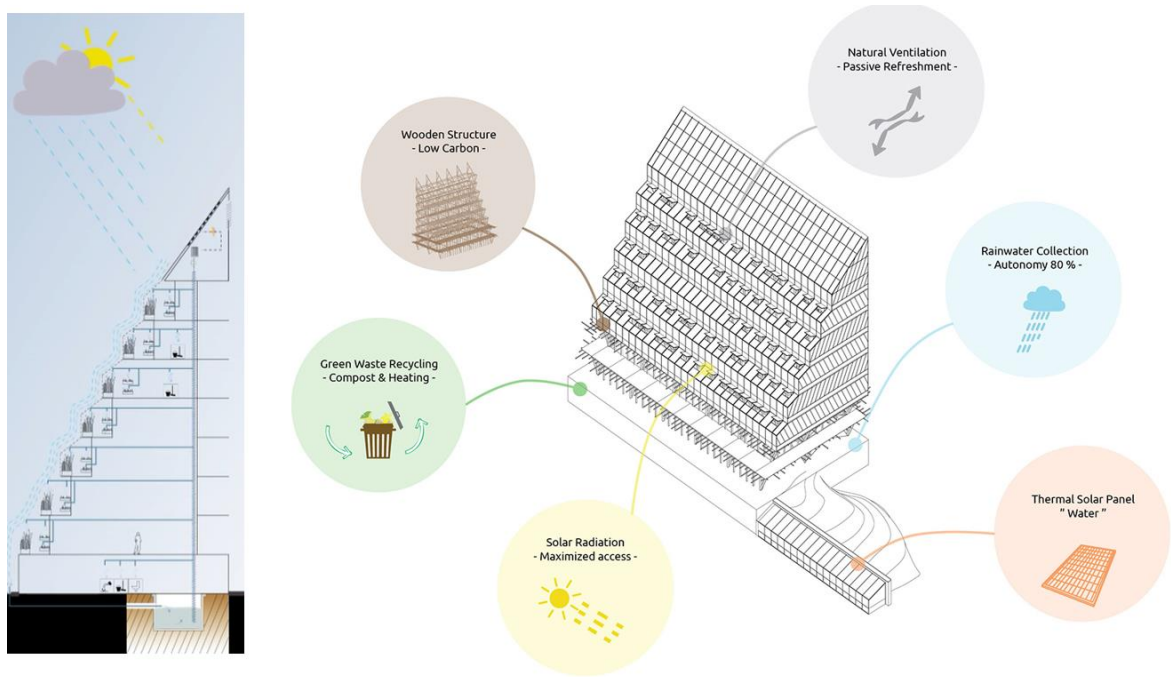 Natural Ventilation
- Passive Refreshment -
Wooden Structure
- Low Carbon -
Rainwater Collection
- Autonomy 80 % -
Green Waste Recycling
- Compost & Heating -
Thermal Solar Panel
" Water "
Solar Radiation
- Maximized access -